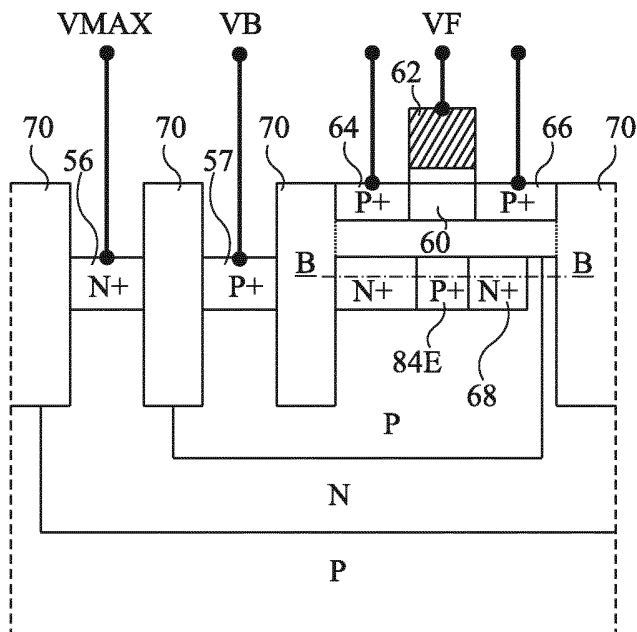 VMAX VB VF
62
70 70 70 64 66 70
56 57
P+ P+
60
B B
N+ P+ N+ P+ N+
84E
68
P
N
P